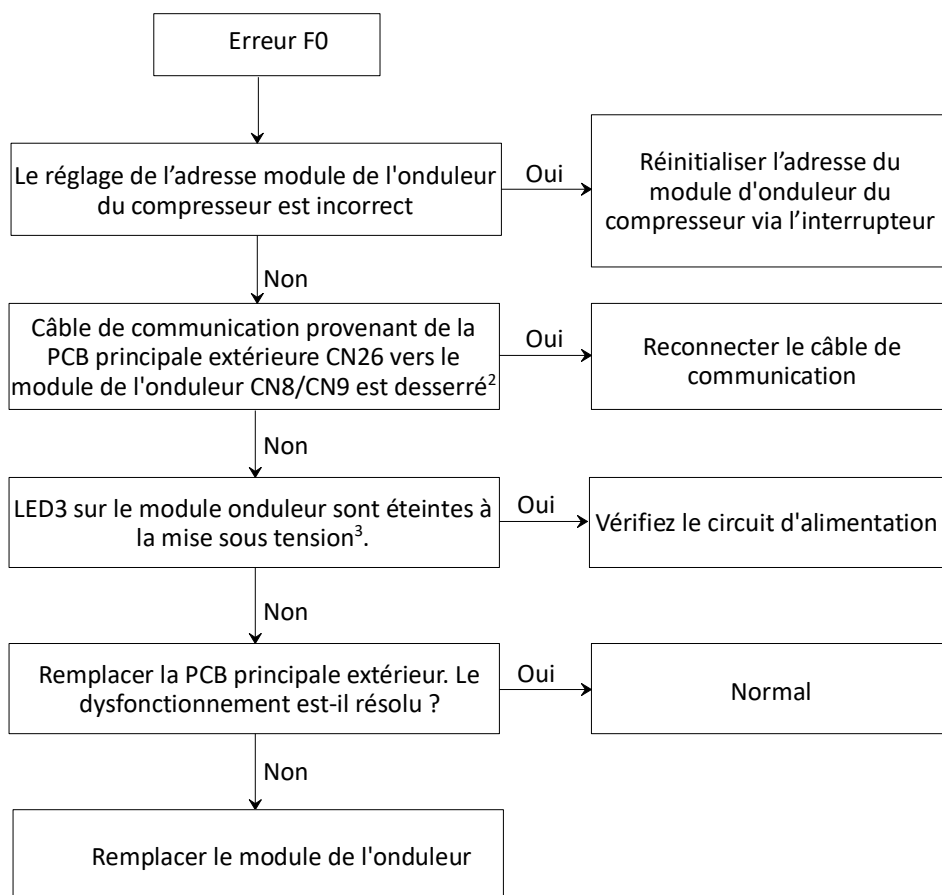 Erreur F0
Le réglage de l’adresse module de l'onduleur
du compresseur est incorrect
Oui
Réinitialiser l’adresse du
module d'onduleur du
compresseur via l’interrupteur
Non
Câble de communication provenant de la
PCB principale extérieure CN26 vers le
module de l'onduleur CN8/CN9 est desserré²
Oui
Reconnecter le câble de
communication
Non
LED3 sur le module onduleur sont éteintes à
la mise sous tension³.
Oui
Vérifiez le circuit d'alimentation
Non
Remplacer la PCB principale extérieur. Le
dysfonctionnement est-il résolu ?
Oui
Normal
Non
Remplacer le module de l'onduleur